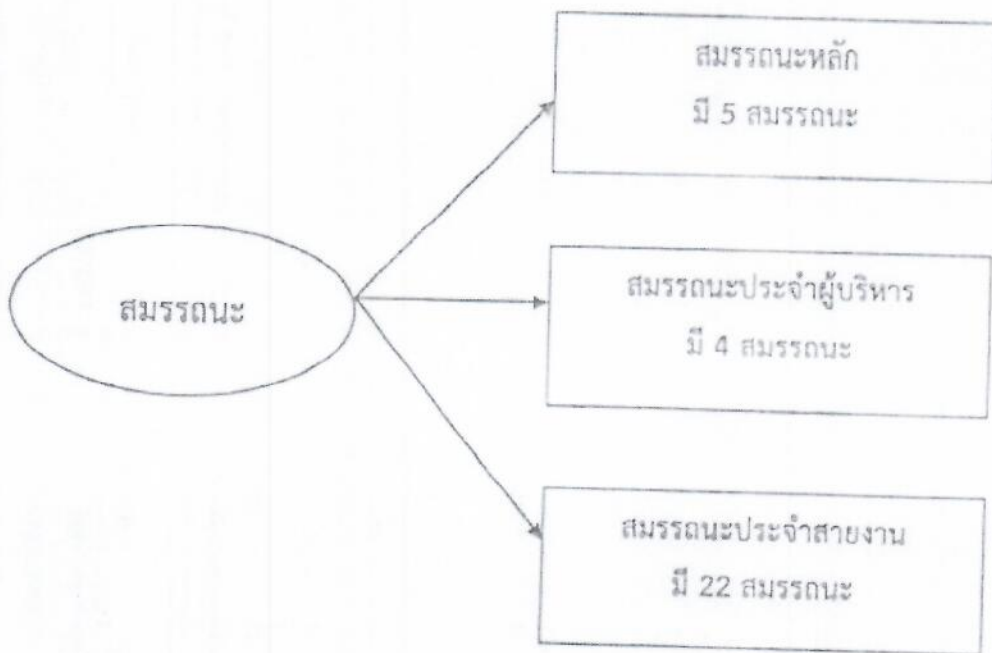 สมรรถนะหลัก
มี 5 สมรรถนะ
สมรรถนะ
สมรรถนะประจำผู้บริหาร
มี 4 สมรรถนะ
สมรรถนะประจำสายงาน
มี 22 สมรรถนะ